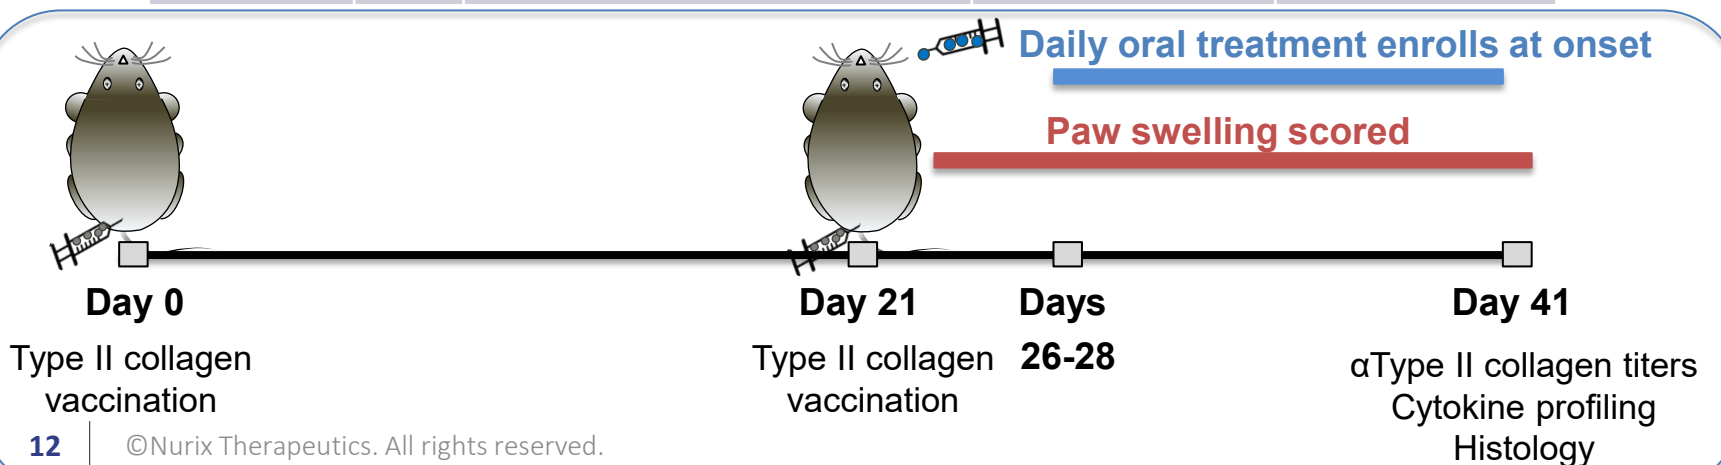 Daily oral treatment enrolls at onset
Paw swelling scored
Day 0
Type II collagen
vaccination
Day 21
Type II collagen
vaccination
Days
26-28
Day 41
αType II collagen titers
Cytokine profiling
Histology
12
©Nurix Therapeutics. All rights reserved.